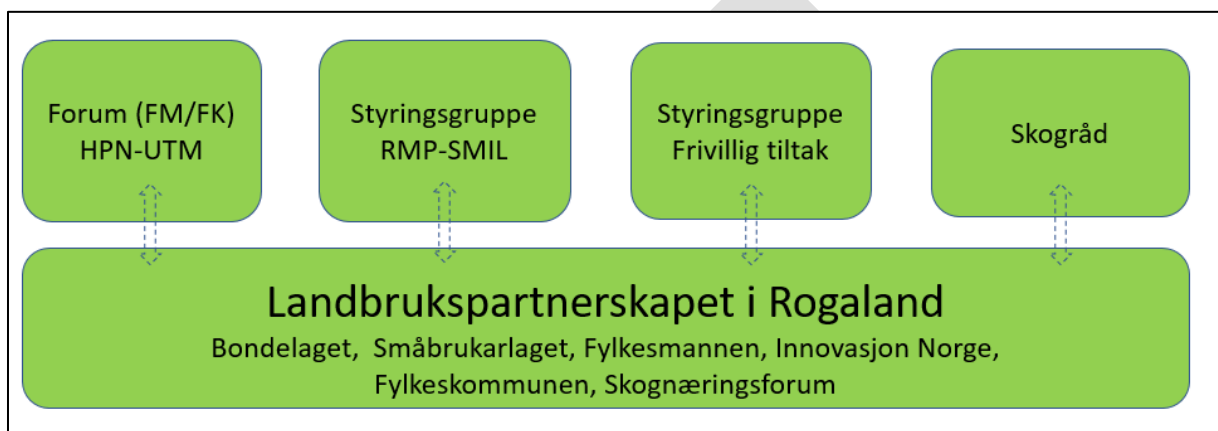 Forum (FM/FK)
HPN-UTM
Styringsgruppe
RMP-SMIL
Styringsgruppe
Frivillig tiltak
Skogråd
Landbrukspartnerskapet i Rogaland
Bondelaget, Småbrukarlaget, Fylkesmannen, Innovasjon Norge,
Fylkeskommunen, Skognæringsforum